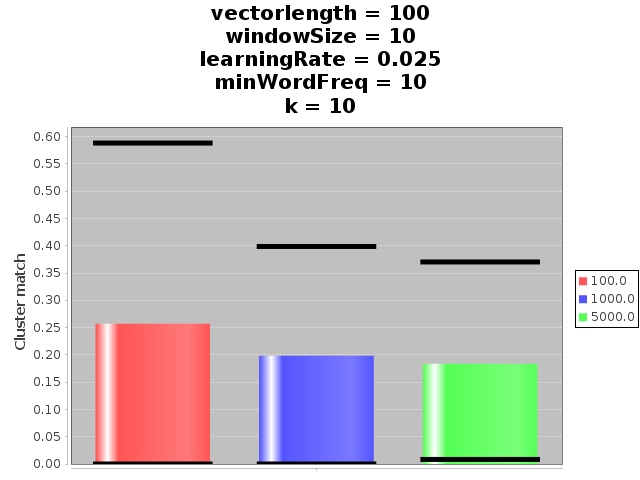 vectorlength = 100
windowSize = 10
learningRate = 0.025
minWordFreq = 10
k = 10
0.60
0.55
0.50
0.45
0.40
0.35
0.30
0.25
0.20
0.15
0.10
0.05
0.00
Cluster match
100.0
1000.0
5000.0